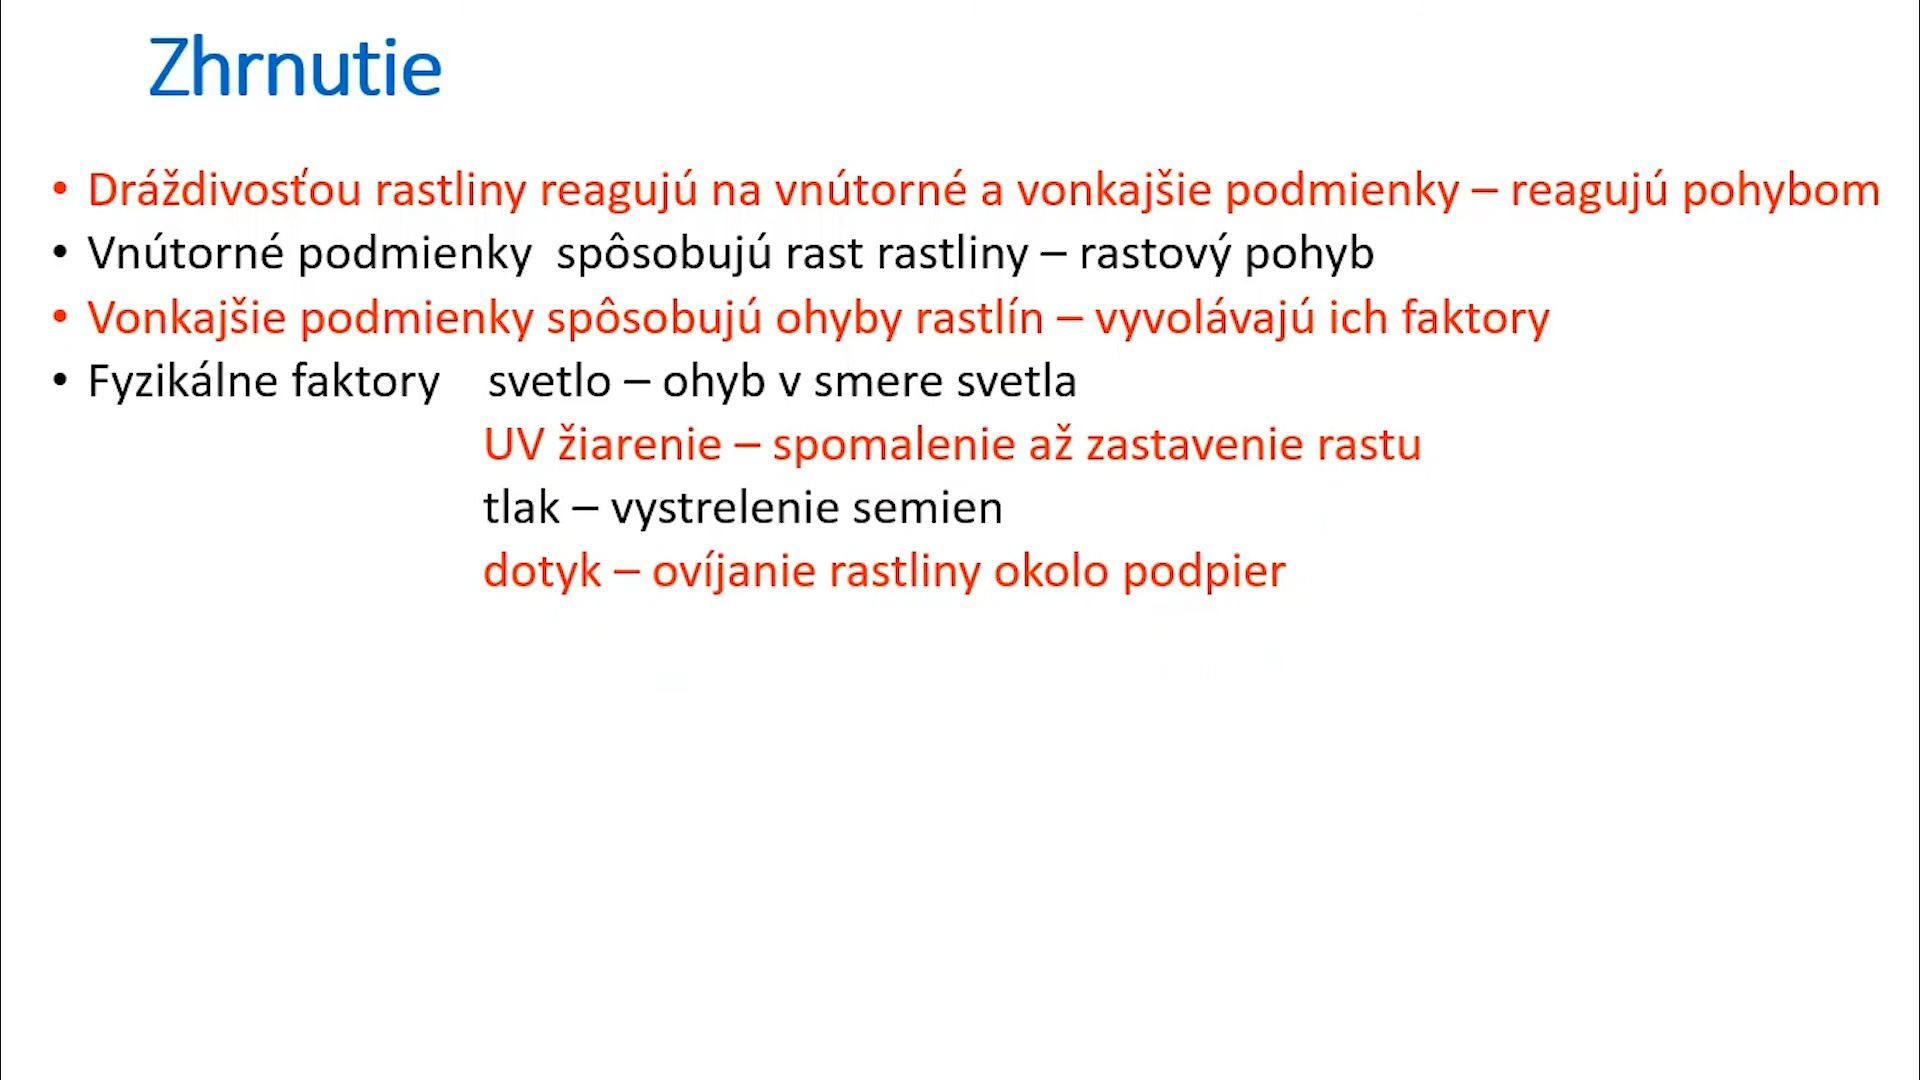 Zhrnutie
• Dráždivosťou rastliny reagujú na vnútorné a vonkajšie podmienky – reagujú pohybom
• Vnútorné podmienky  spôsobujú rast rastliny – rastový pohyb
• Vonkajšie podmienky spôsobujú ohyby rastlín – vyvolávajú ich faktory
• Fyzikálne faktory    svetlo – ohyb v smere svetla
UV žiarenie – spomalenie až zastavenie rastu
tlak – vystrelenie semien
dotyk – ovíjanie rastliny okolo podpier